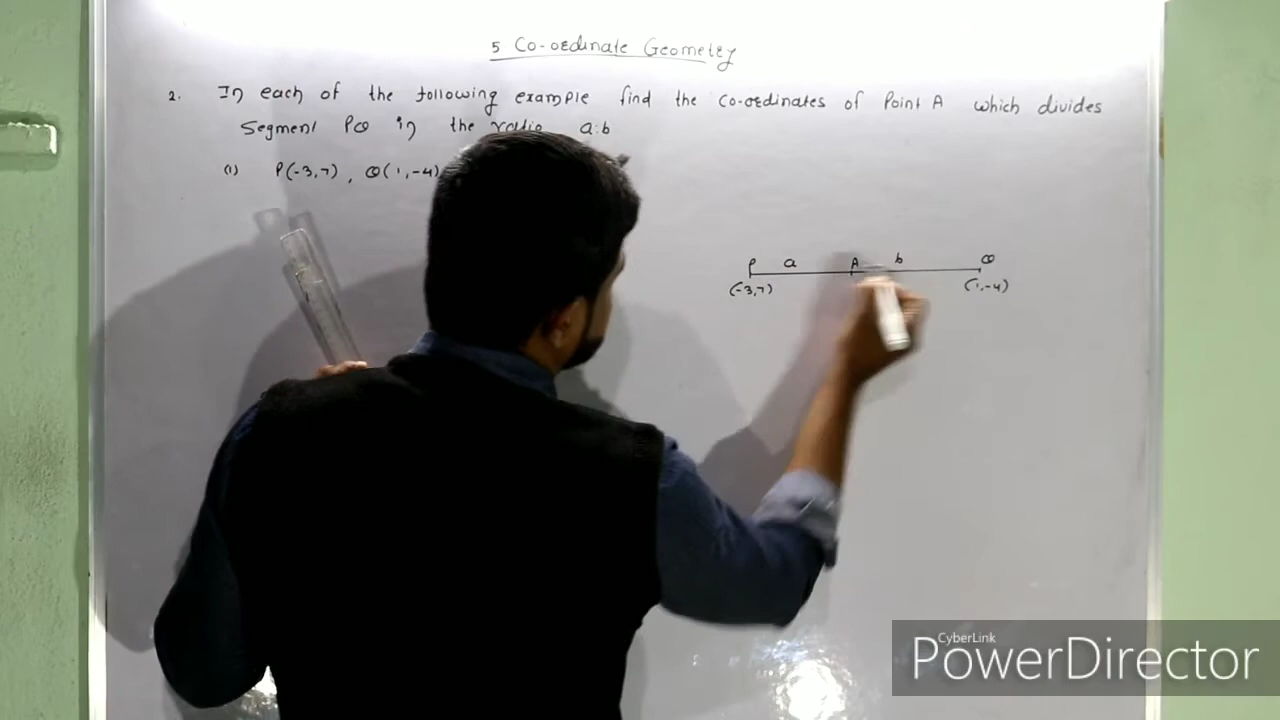 5 Co-ordinate Geometry
2. In each of the following example find the co-ordinates of Point A which divides
Segment PQ in the ratio a:b
(1) P(-3,7), Q(1,-4)
P a A b Q
(-3,7) (1,-4)
CyberLink
PowerDirector